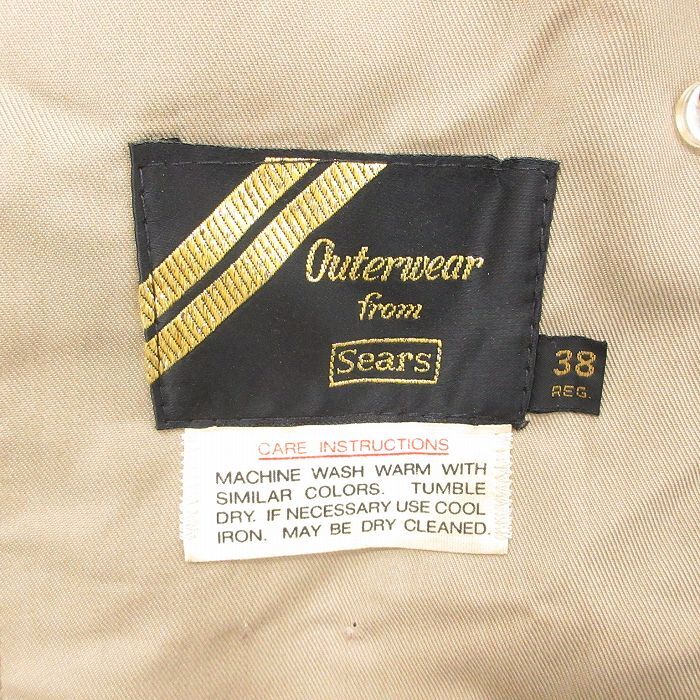 Outerwear
from
Sears
38
REG.
CARE INSTRUCTIONS
MACHINE WASH WARM WITH
SIMILAR COLORS. TUMBLE
DRY. IF NECESSARY USE COOL
IRON. MAY BE DRY CLEANED.